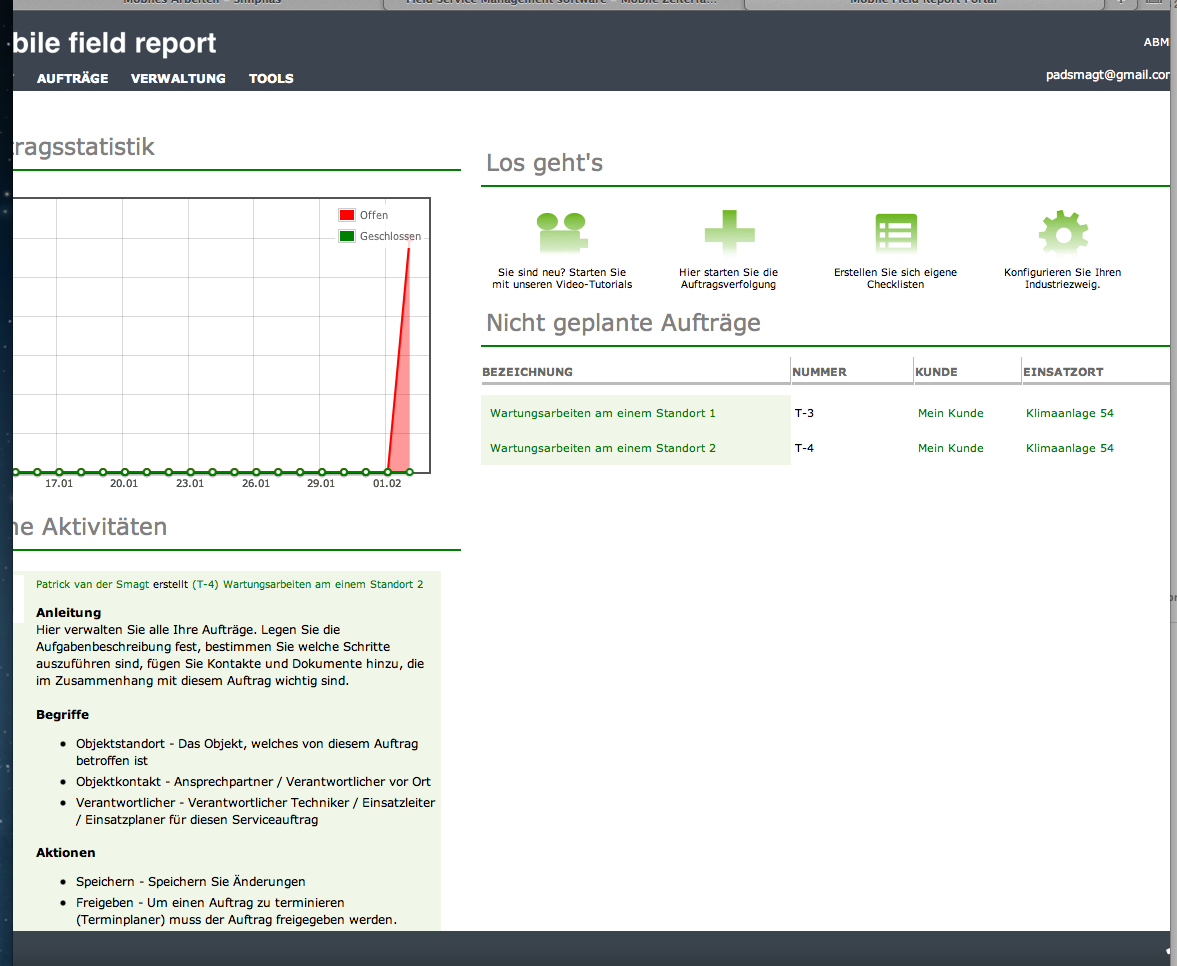 Mobiles Arbeiten – Simplias
Field Service Management software – Mobile Zeiterfa...
Mobile Field Report Portal
bile field report
ABM
AUFTRÄGE VERWALTUNG TOOLS
padsmagt@gmail.com
tragsstatistik
Offen
Geschlossen
17.01 20.01 23.01 26.01 29.01 01.02
ne Aktivitäten
Patrick van der Smagt erstellt (T-4) Wartungsarbeiten am einem Standort 2
Anleitung
Hier verwalten Sie alle Ihre Aufträge. Legen Sie die
Aufgabenbeschreibung fest, bestimmen Sie welche Schritte
auszuführen sind, fügen Sie Kontakte und Dokumente hinzu, die
im Zusammenhang mit diesem Auftrag wichtig sind.
Begriffe
• Objektstandort - Das Objekt, welches von diesem Auftrag
betroffen ist
• Objektkontakt - Ansprechpartner / Verantwortlicher vor Ort
• Verantwortlicher - Verantwortlicher Techniker / Einsatzleiter
/ Einsatzplaner für diesen Serviceauftrag
Aktionen
• Speichern - Speichern Sie Änderungen
• Freigeben - Um einen Auftrag zu terminieren
(Terminplaner) muss der Auftrag freigegeben werden.
Los geht's
Sie sind neu? Starten Sie
mit unseren Video-Tutorials
Hier starten Sie die
Auftragsverfolgung
Erstellen Sie sich eigene
Checklisten
Konfigurieren Sie Ihren
Industriezweig.
Nicht geplante Aufträge
BEZEICHNUNG NUMMER KUNDE EINSATZORT
Wartungsarbeiten am einem Standort 1 T-3 Mein Kunde Klimaanlage 54
Wartungsarbeiten am einem Standort 2 T-4 Mein Kunde Klimaanlage 54